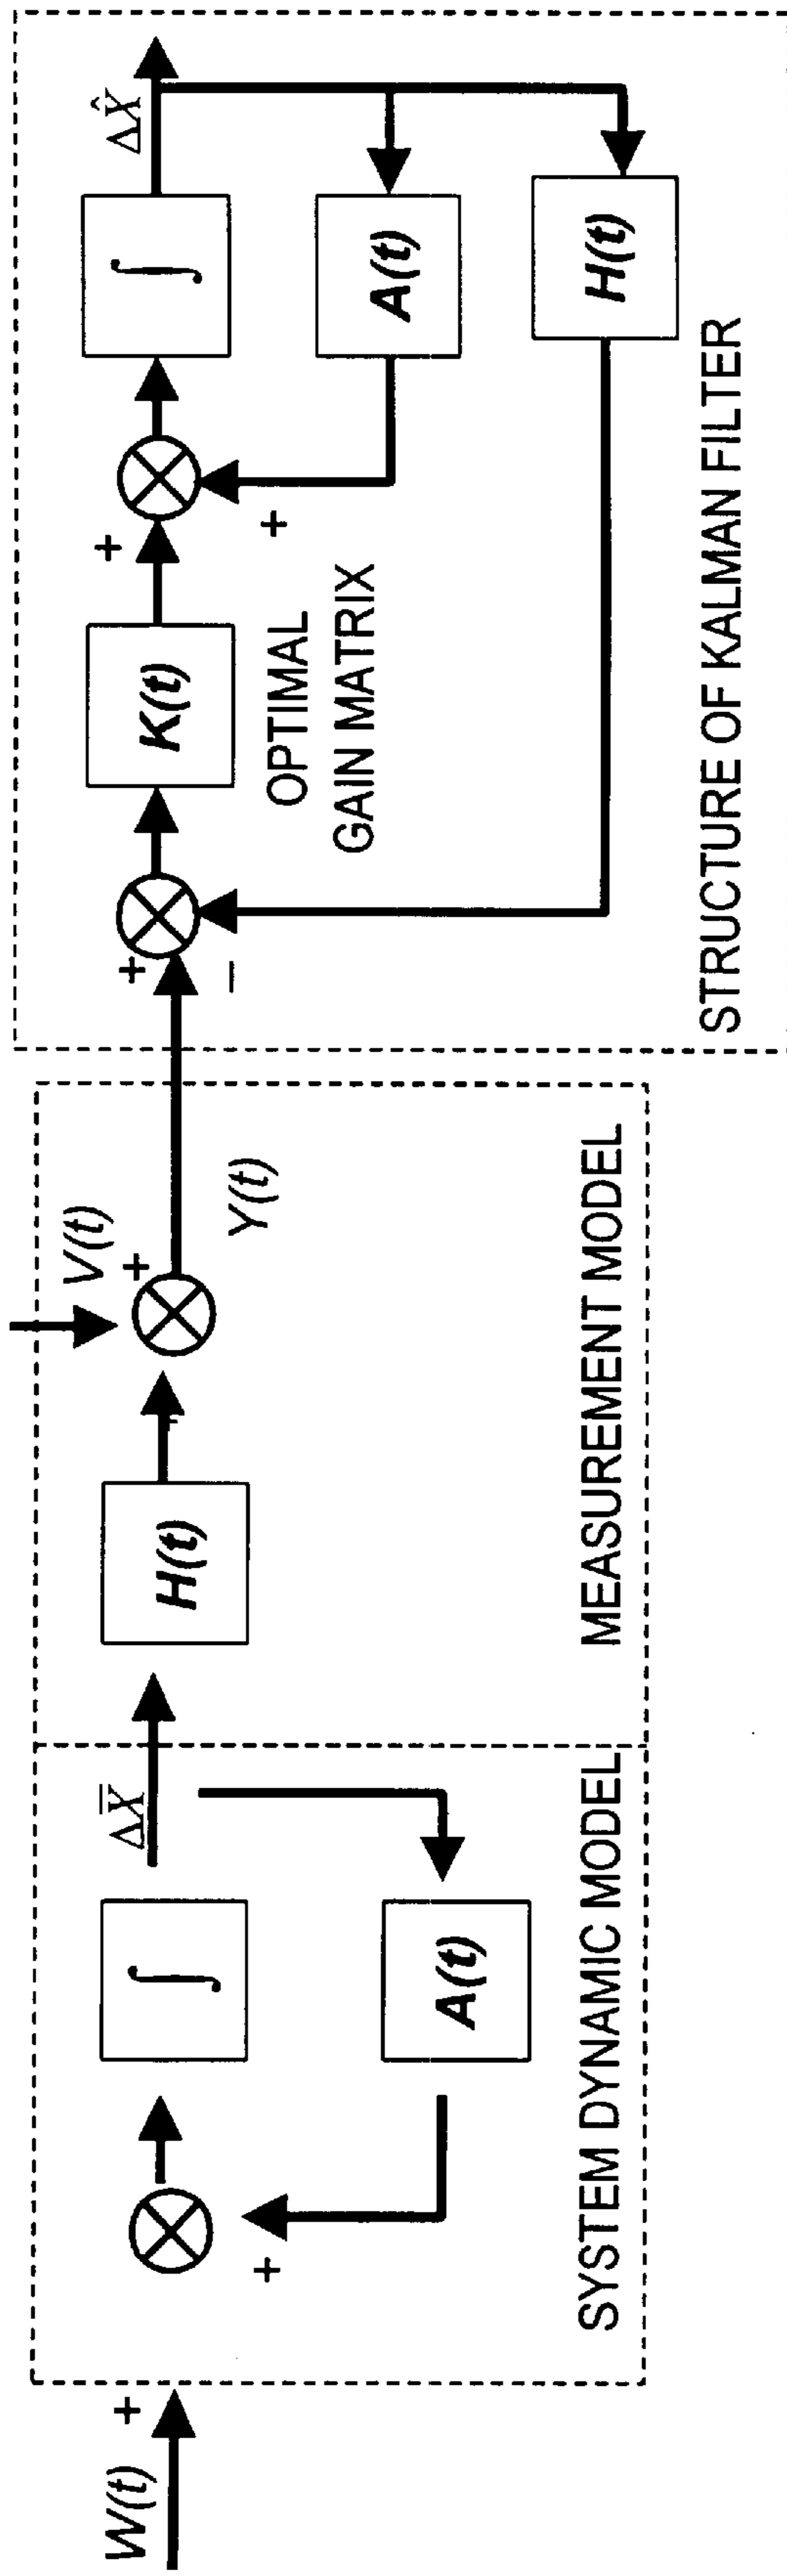 W(t)
+
+
∫
A(t)
ΔX̅
SYSTEM DYNAMIC MODEL
H(t)
+
V(t)
+
Y(t)
MEASUREMENT MODEL
+
−
K(t)
OPTIMAL
GAIN MATRIX
+
+
∫
A(t)
H(t)
ΔX̂
STRUCTURE OF KALMAN FILTER